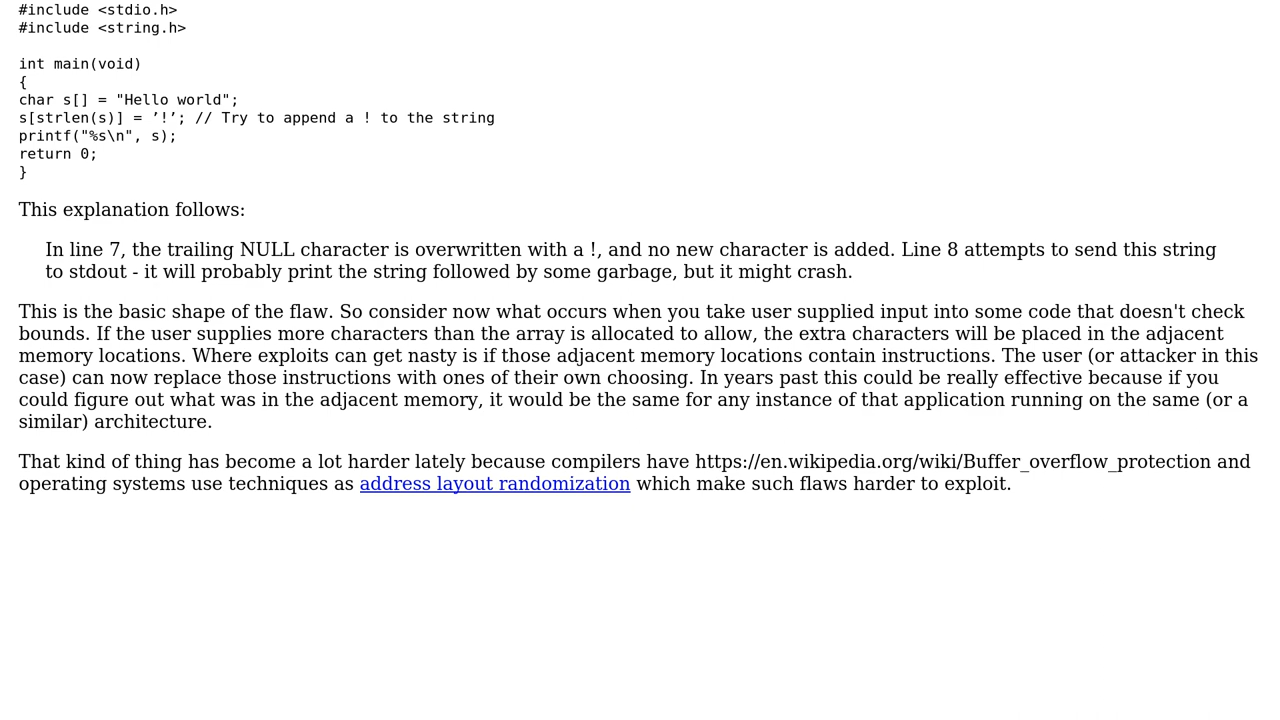 #include <stdio.h>
#include <string.h>
int main(void)
{
char s[] = "Hello world";
s[strlen(s)] = ’!’; // Try to append a ! to the string
printf("%s\n", s);
return 0;
}
This explanation follows:
In line 7, the trailing NULL character is overwritten with a !, and no new character is added. Line 8 attempts to send this string
to stdout - it will probably print the string followed by some garbage, but it might crash.
This is the basic shape of the flaw. So consider now what occurs when you take user supplied input into some code that doesn't check
bounds. If the user supplies more characters than the array is allocated to allow, the extra characters will be placed in the adjacent
memory locations. Where exploits can get nasty is if those adjacent memory locations contain instructions. The user (or attacker in this
case) can now replace those instructions with ones of their own choosing. In years past this could be really effective because if you
could figure out what was in the adjacent memory, it would be the same for any instance of that application running on the same (or a
similar) architecture.
That kind of thing has become a lot harder lately because compilers have https://en.wikipedia.org/wiki/Buffer_overflow_protection and
operating systems use techniques as address layout randomization which make such flaws harder to exploit.